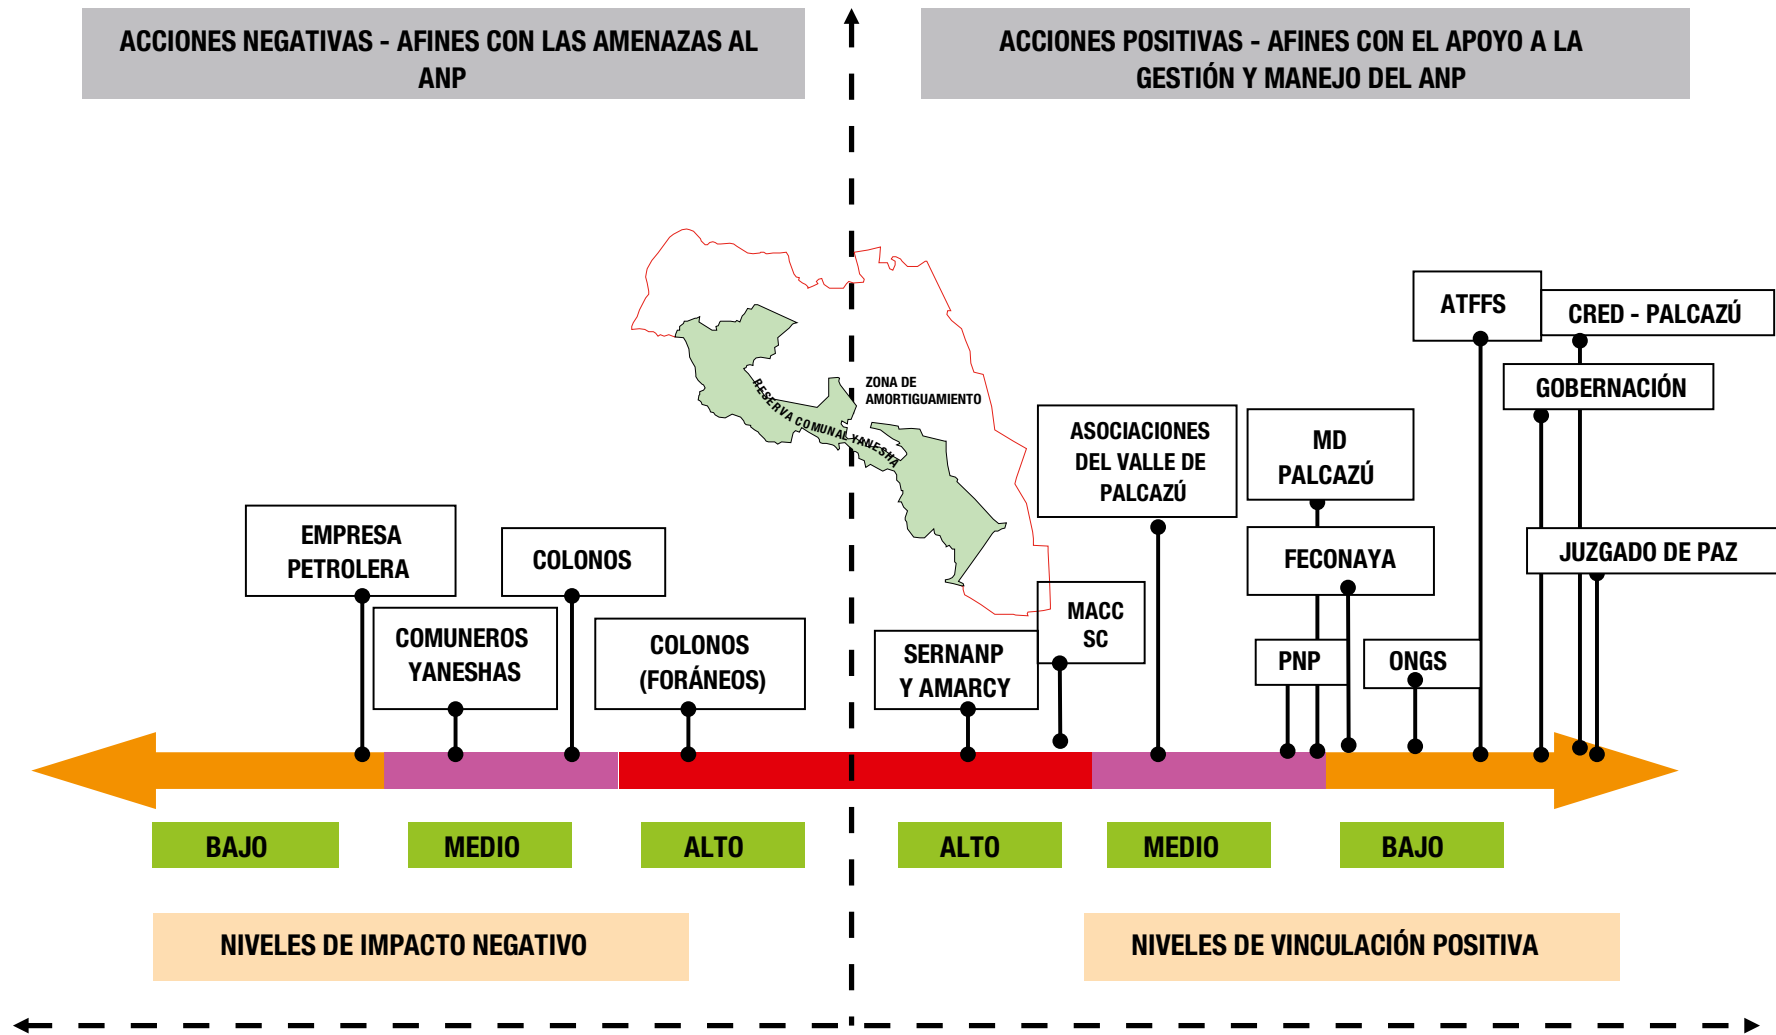 ACCIONES NEGATIVAS - AFINES CON LAS AMENAZAS AL
ANP
ACCIONES POSITIVAS - AFINES CON EL APOYO A LA
GESTIÓN Y MANEJO DEL ANP
ZONA DE
AMORTIGUAMIENTO
RESERVA COMUNAL YANESHA
ATFFS
CRED - PALCAZÚ
GOBERNACIÓN
ASOCIACIONES
DEL VALLE DE
PALCAZÚ
MD
PALCAZÚ
EMPRESA
PETROLERA
COLONOS
FECONAYA
JUZGADO DE PAZ
COMUNEROS
YANESHAS
COLONOS
(FORÁNEOS)
SERNANP
Y AMARCY
MACC
SC
PNP
ONGS
BAJO
MEDIO
ALTO
ALTO
MEDIO
BAJO
NIVELES DE IMPACTO NEGATIVO
NIVELES DE VINCULACIÓN POSITIVA